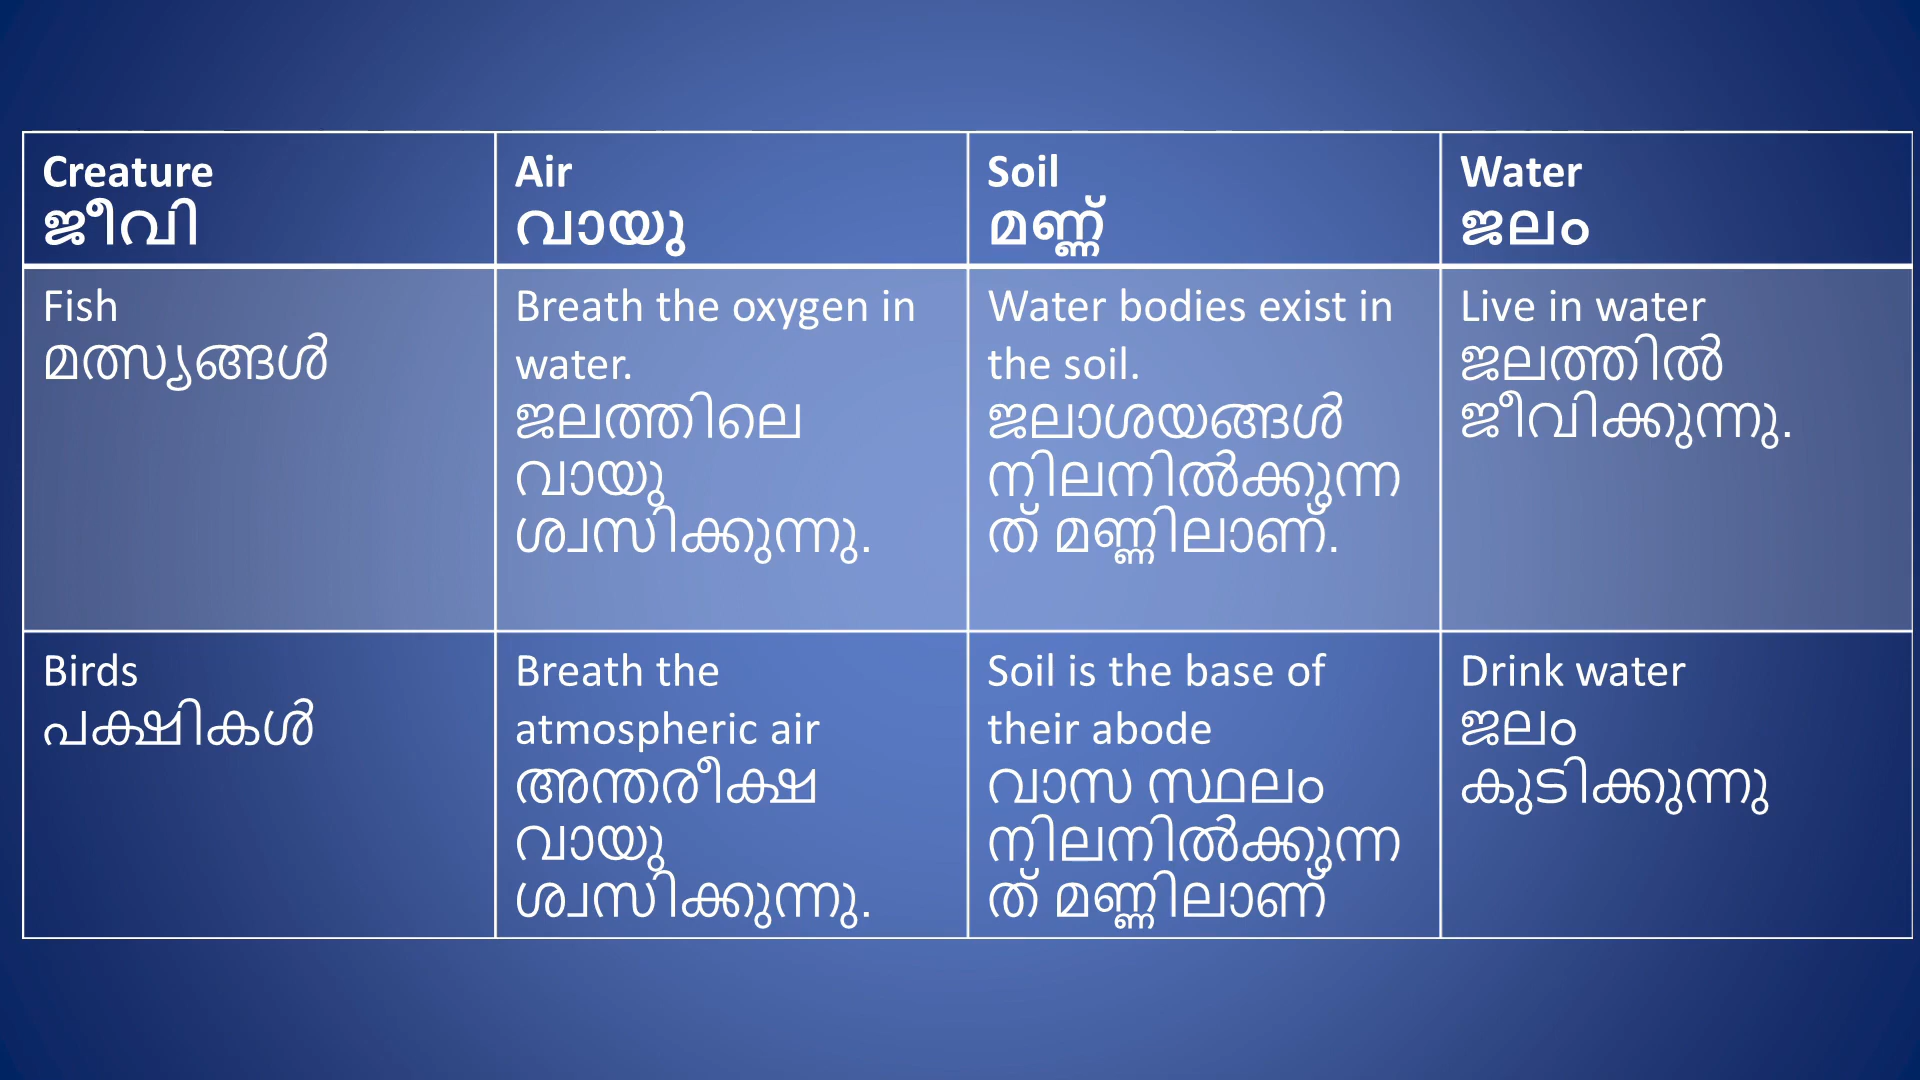 Creature
ജീവി
Air
വായു
Soil
മണ്ണ്
Water
ജലം
Fish
മത്സ്യങ്ങൾ
Breath the oxygen in
water.
ജലത്തിലെ
വായു
ശ്വസിക്കുന്നു.
Water bodies exist in
the soil.
ജലാശയങ്ങൾ
നിലനിൽക്കുന്ന
ത് മണ്ണിലാണ്.
Live in water
ജലത്തിൽ
ജീവിക്കുന്നു.
Birds
പക്ഷികൾ
Breath the
atmospheric air
അന്തരീക്ഷ
വായു
ശ്വസിക്കുന്നു.
Soil is the base of
their abode
വാസ സ്ഥലം
നിലനിൽക്കുന്ന
ത് മണ്ണിലാണ്
Drink water
ജലം
കുടിക്കുന്നു